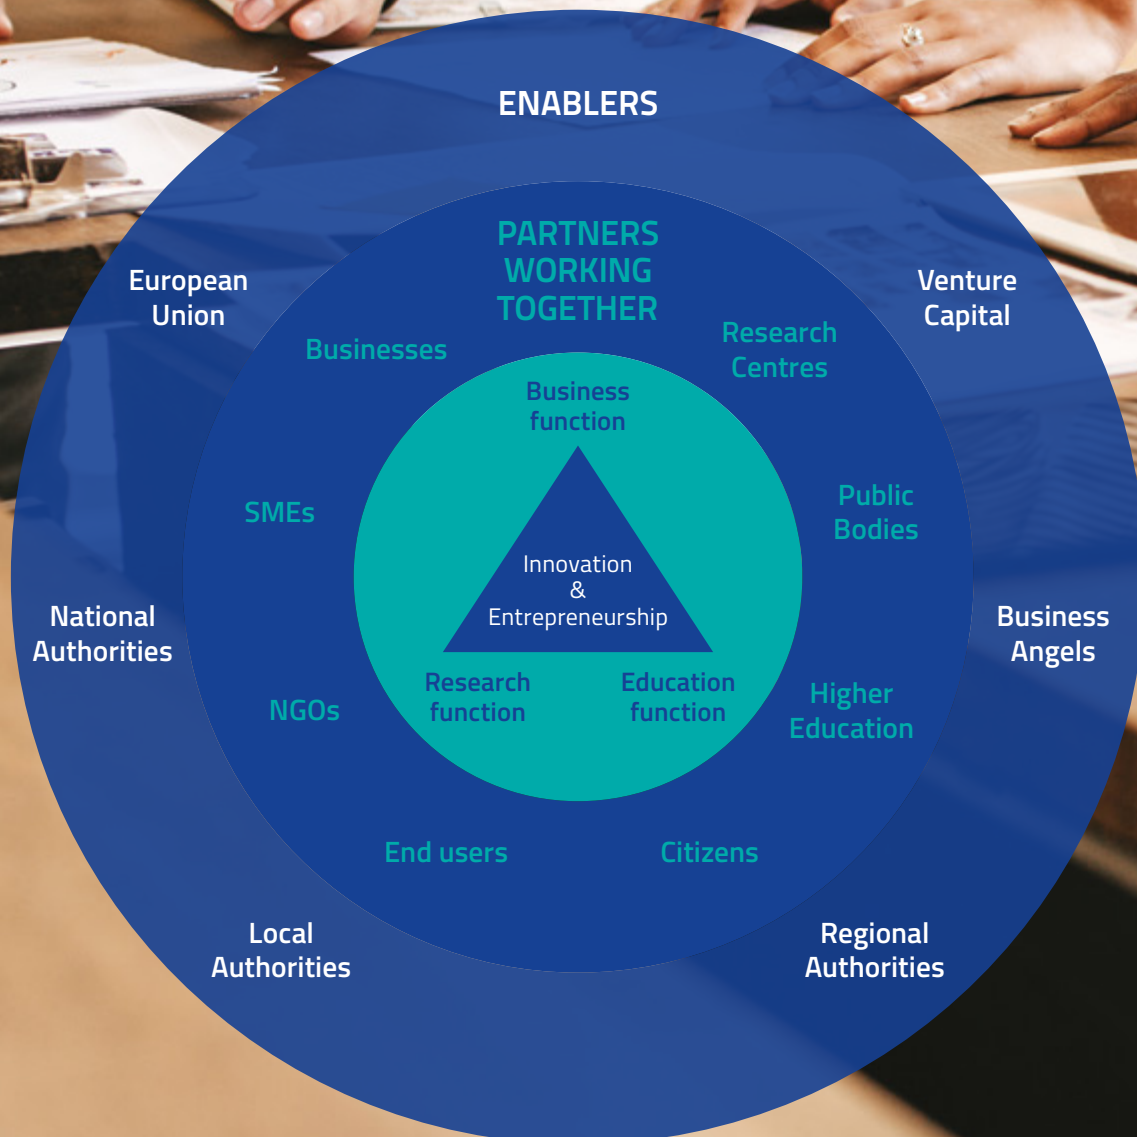 ENABLERS
PARTNERS
WORKING
TOGETHER
European
Union
Venture
Capital
Businesses
Research
Centres
Business
function
SMEs
Public
Bodies
Innovation
&
Entrepreneurship
National
Authorities
Business
Angels
Research
function
Education
function
NGOs
Higher
Education
End users
Citizens
Local
Authorities
Regional
Authorities